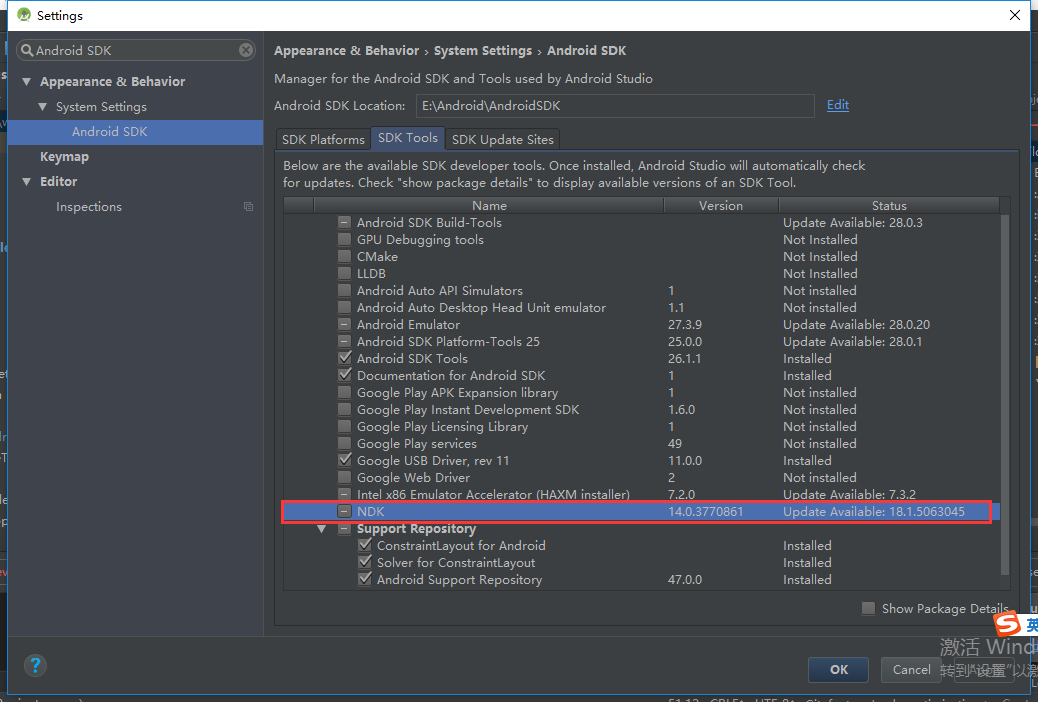 Settings
Android SDK
Appearance & Behavior
System Settings
Android SDK
Keymap
Editor
Inspections
Appearance & Behavior › System Settings › Android SDK
Manager for the Android SDK and Tools used by Android Studio
Android SDK Location: E:\Android\AndroidSDK Edit
SDK Platforms SDK Tools SDK Update Sites
Below are the available SDK developer tools. Once installed, Android Studio will automatically check
for updates. Check "show package details" to display available versions of an SDK Tool.
Name Version Status
Android SDK Build-Tools Update Available: 28.0.3
GPU Debugging tools Not Installed
CMake Not Installed
LLDB Not Installed
Android Auto API Simulators 1 Not installed
Android Auto Desktop Head Unit emulator 1.1 Not installed
Android Emulator 27.3.9 Update Available: 28.0.20
Android SDK Platform-Tools 25 25.0.0 Update Available: 28.0.1
Android SDK Tools 26.1.1 Installed
Documentation for Android SDK 1 Installed
Google Play APK Expansion library 1 Not installed
Google Play Instant Development SDK 1.6.0 Not installed
Google Play Licensing Library 1 Not installed
Google Play services 49 Not installed
Google USB Driver, rev 11 11.0.0 Installed
Google Web Driver 2 Not installed
Intel x86 Emulator Accelerator (HAXM installer) 7.2.0 Update Available: 7.3.2
NDK 14.0.3770861 Update Available: 18.1.5063045
Support Repository
ConstraintLayout for Android Installed
Solver for ConstraintLayout Installed
Android Support Repository 47.0.0 Installed
Show Package Details
S 英
激活 Wind
转到"设置"以激
? OK Cancel